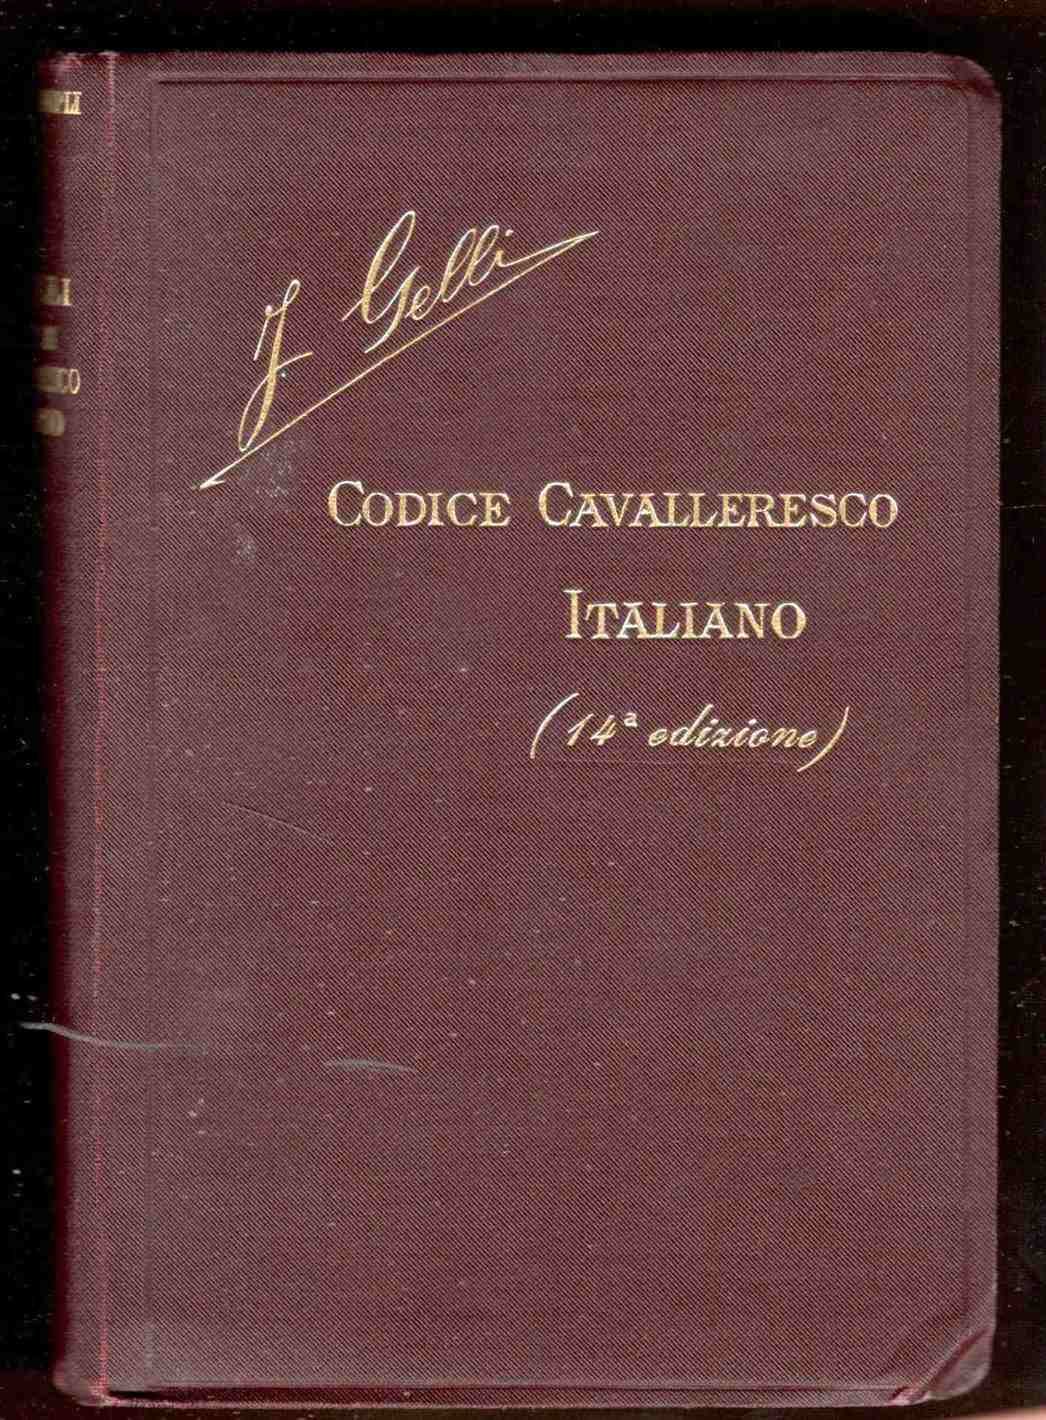 J. Gelli
CODICE CAVALLERESCO
ITALIANO
(14ª edizione)